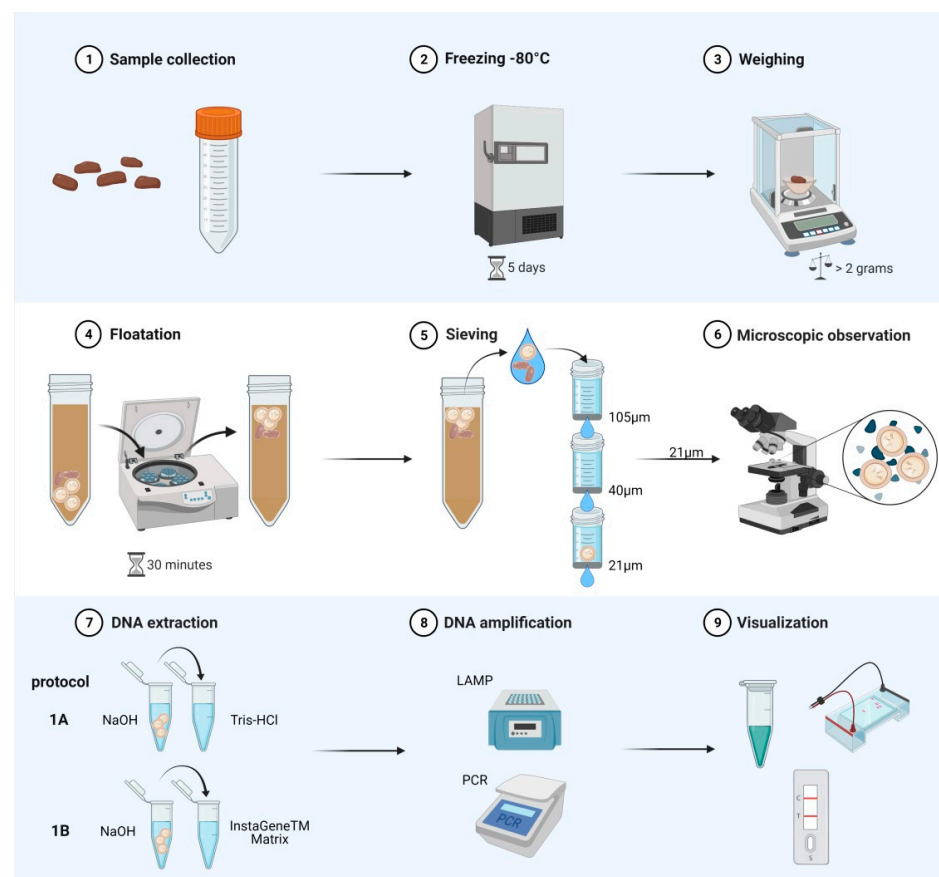 1 Sample collection
2 Freezing -80°C
3 Weighing
5 days
> 2 grams
4 Floatation
5 Sieving
6 Microscopic observation
105µm
21µm
40µm
30 minutes
21µm
7 DNA extraction
8 DNA amplification
9 Visualization
protocol
LAMP
1A
NaOH
Tris-HCl
PCR
C
T
1B
NaOH
InstaGeneTM
Matrix
PCR
S